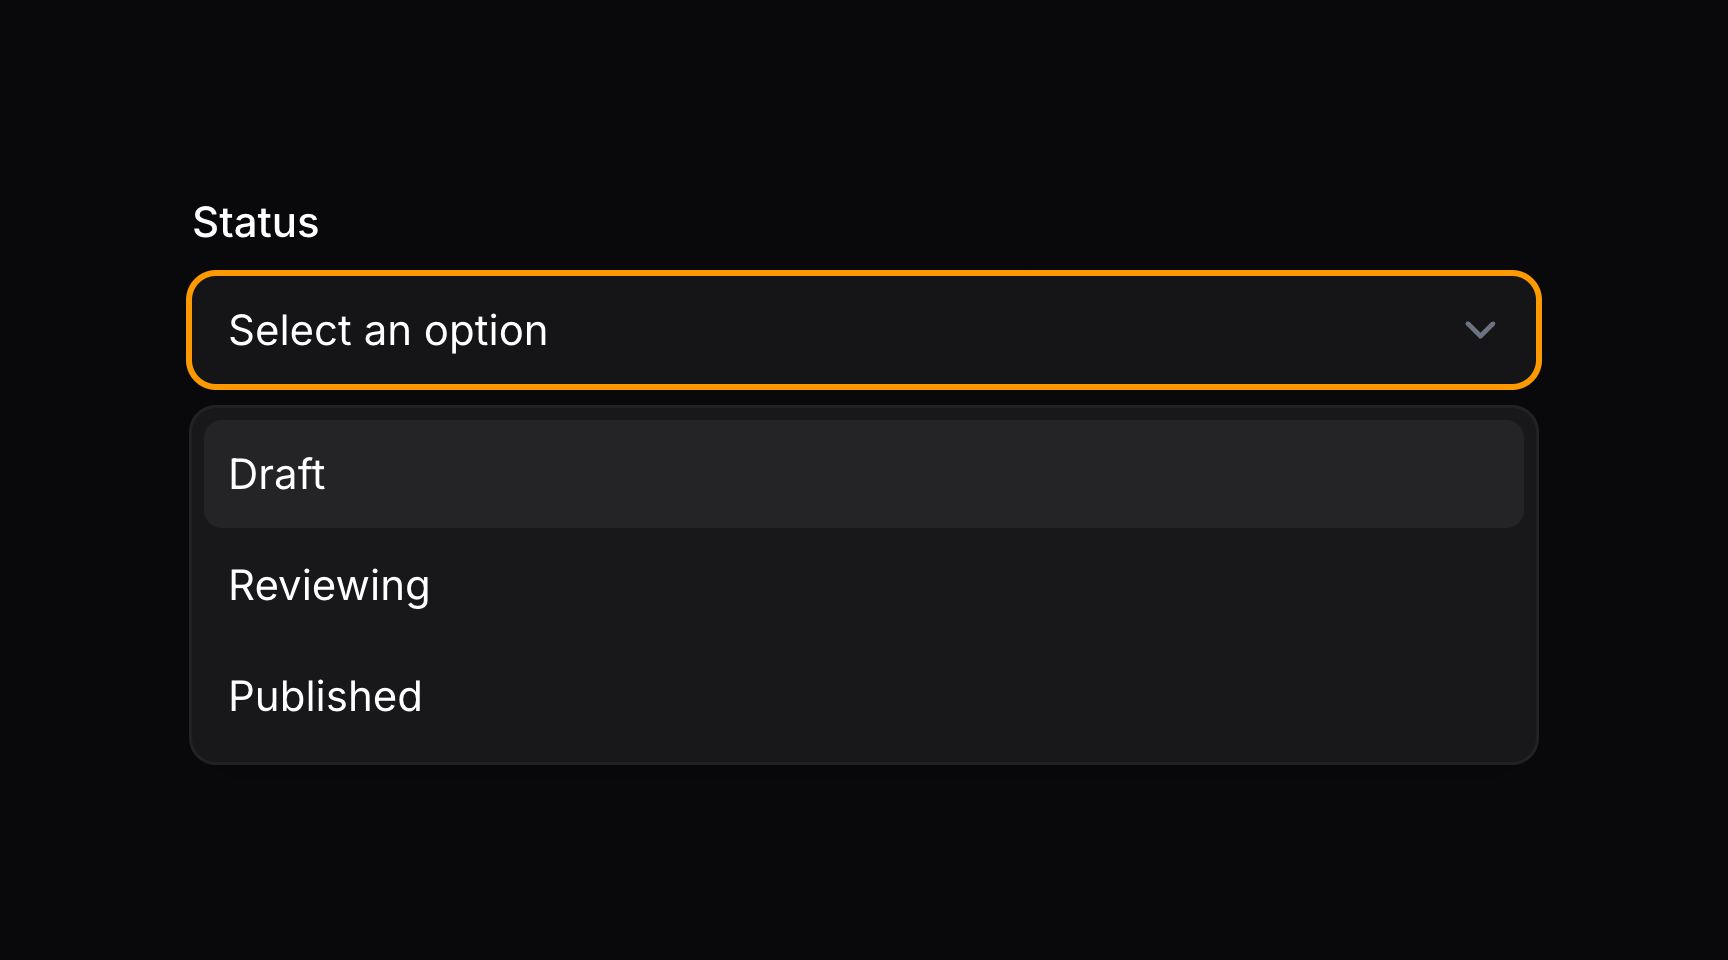 Status
Select an option
Draft
Reviewing
Published